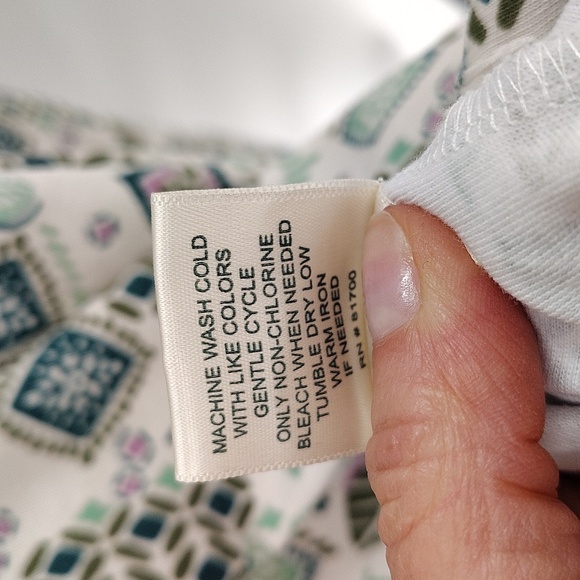 MACHINE WASH COLD
WITH LIKE COLORS
GENTLE CYCLE
ONLY NON-CHLORINE
BLEACH WHEN NEEDED
TUMBLE DRY LOW
WARM IRON
IF NEEDED
RN # 81700